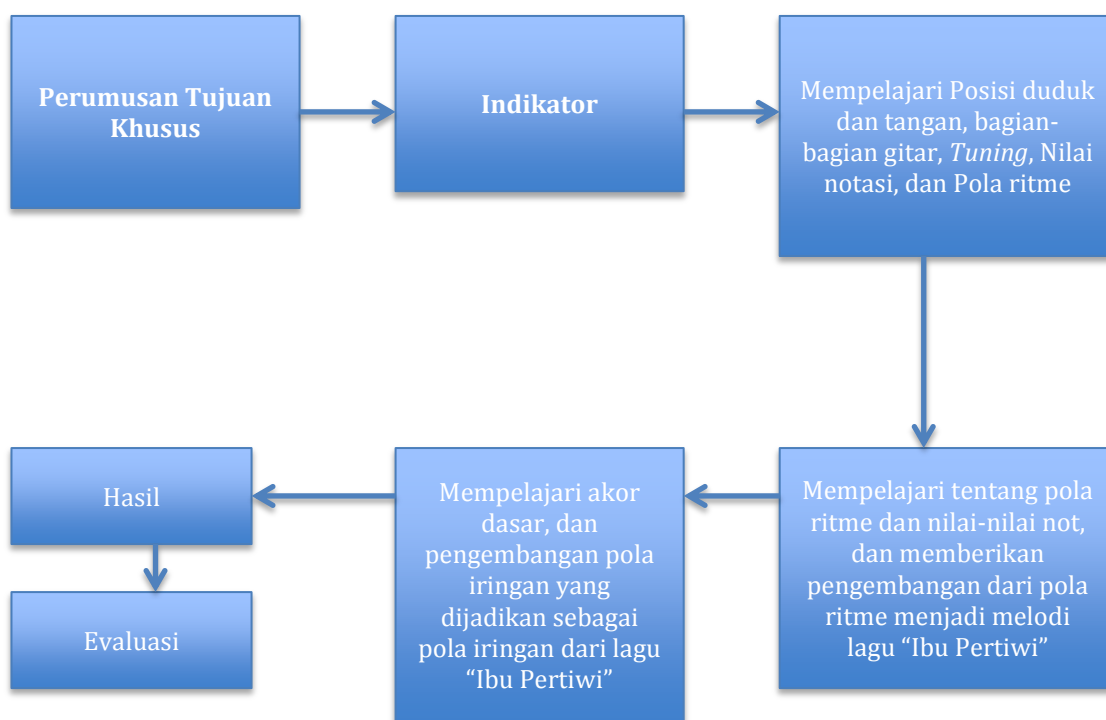 Perumusan Tujuan
Khusus
Indikator
Mempelajari Posisi duduk
dan tangan, bagian-
bagian gitar, Tuning, Nilai
notasi, dan Pola ritme
Mempelajari tentang pola
ritme dan nilai-nilai not,
dan memberikan
pengembangan dari pola
ritme menjadi melodi
lagu “Ibu Pertiwi”
Mempelajari akor
dasar, dan
pengembangan pola
iringan yang
dijadikan sebagai
pola iringan dari lagu
“Ibu Pertiwi”
Hasil
Evaluasi